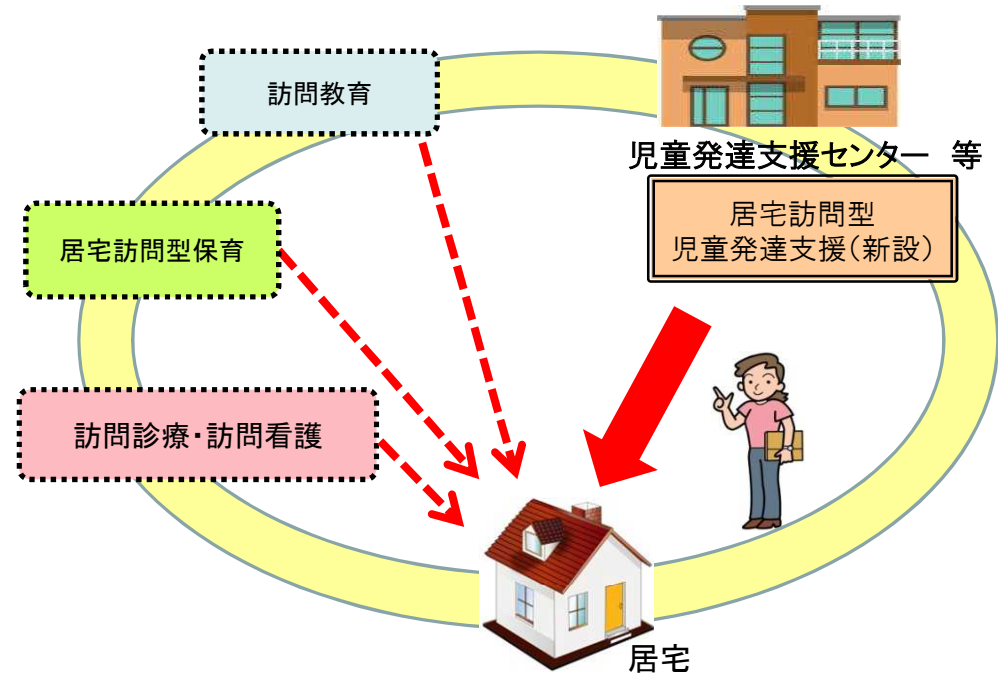 訪問教育
児童発達支援センター 等
居宅訪問型
児童発達支援(新設)
居宅訪問型保育
訪問診療・訪問看護
居宅